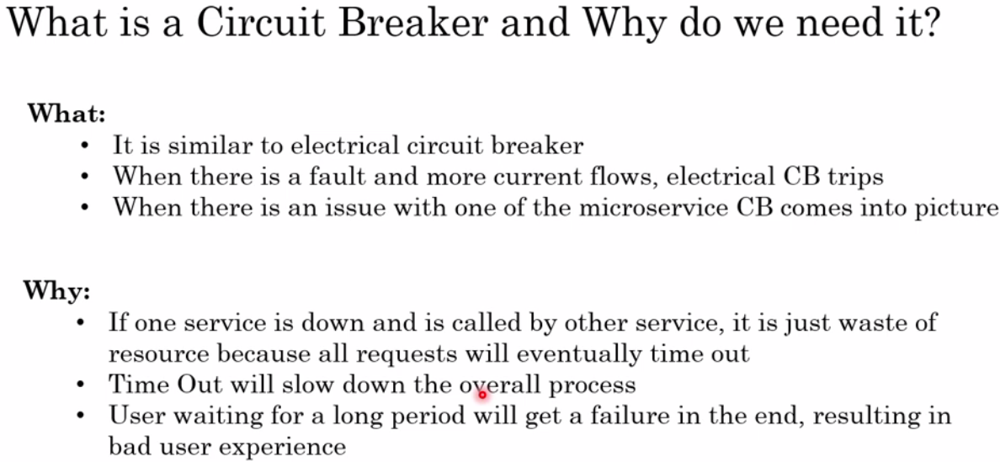 What is a Circuit Breaker and Why do we need it?
What:
• It is similar to electrical circuit breaker
• When there is a fault and more current flows, electrical CB trips
• When there is an issue with one of the microservice CB comes into picture
Why:
• If one service is down and is called by other service, it is just waste of
resource because all requests will eventually time out
• Time Out will slow down the overall process
• User waiting for a long period will get a failure in the end, resulting in
bad user experience